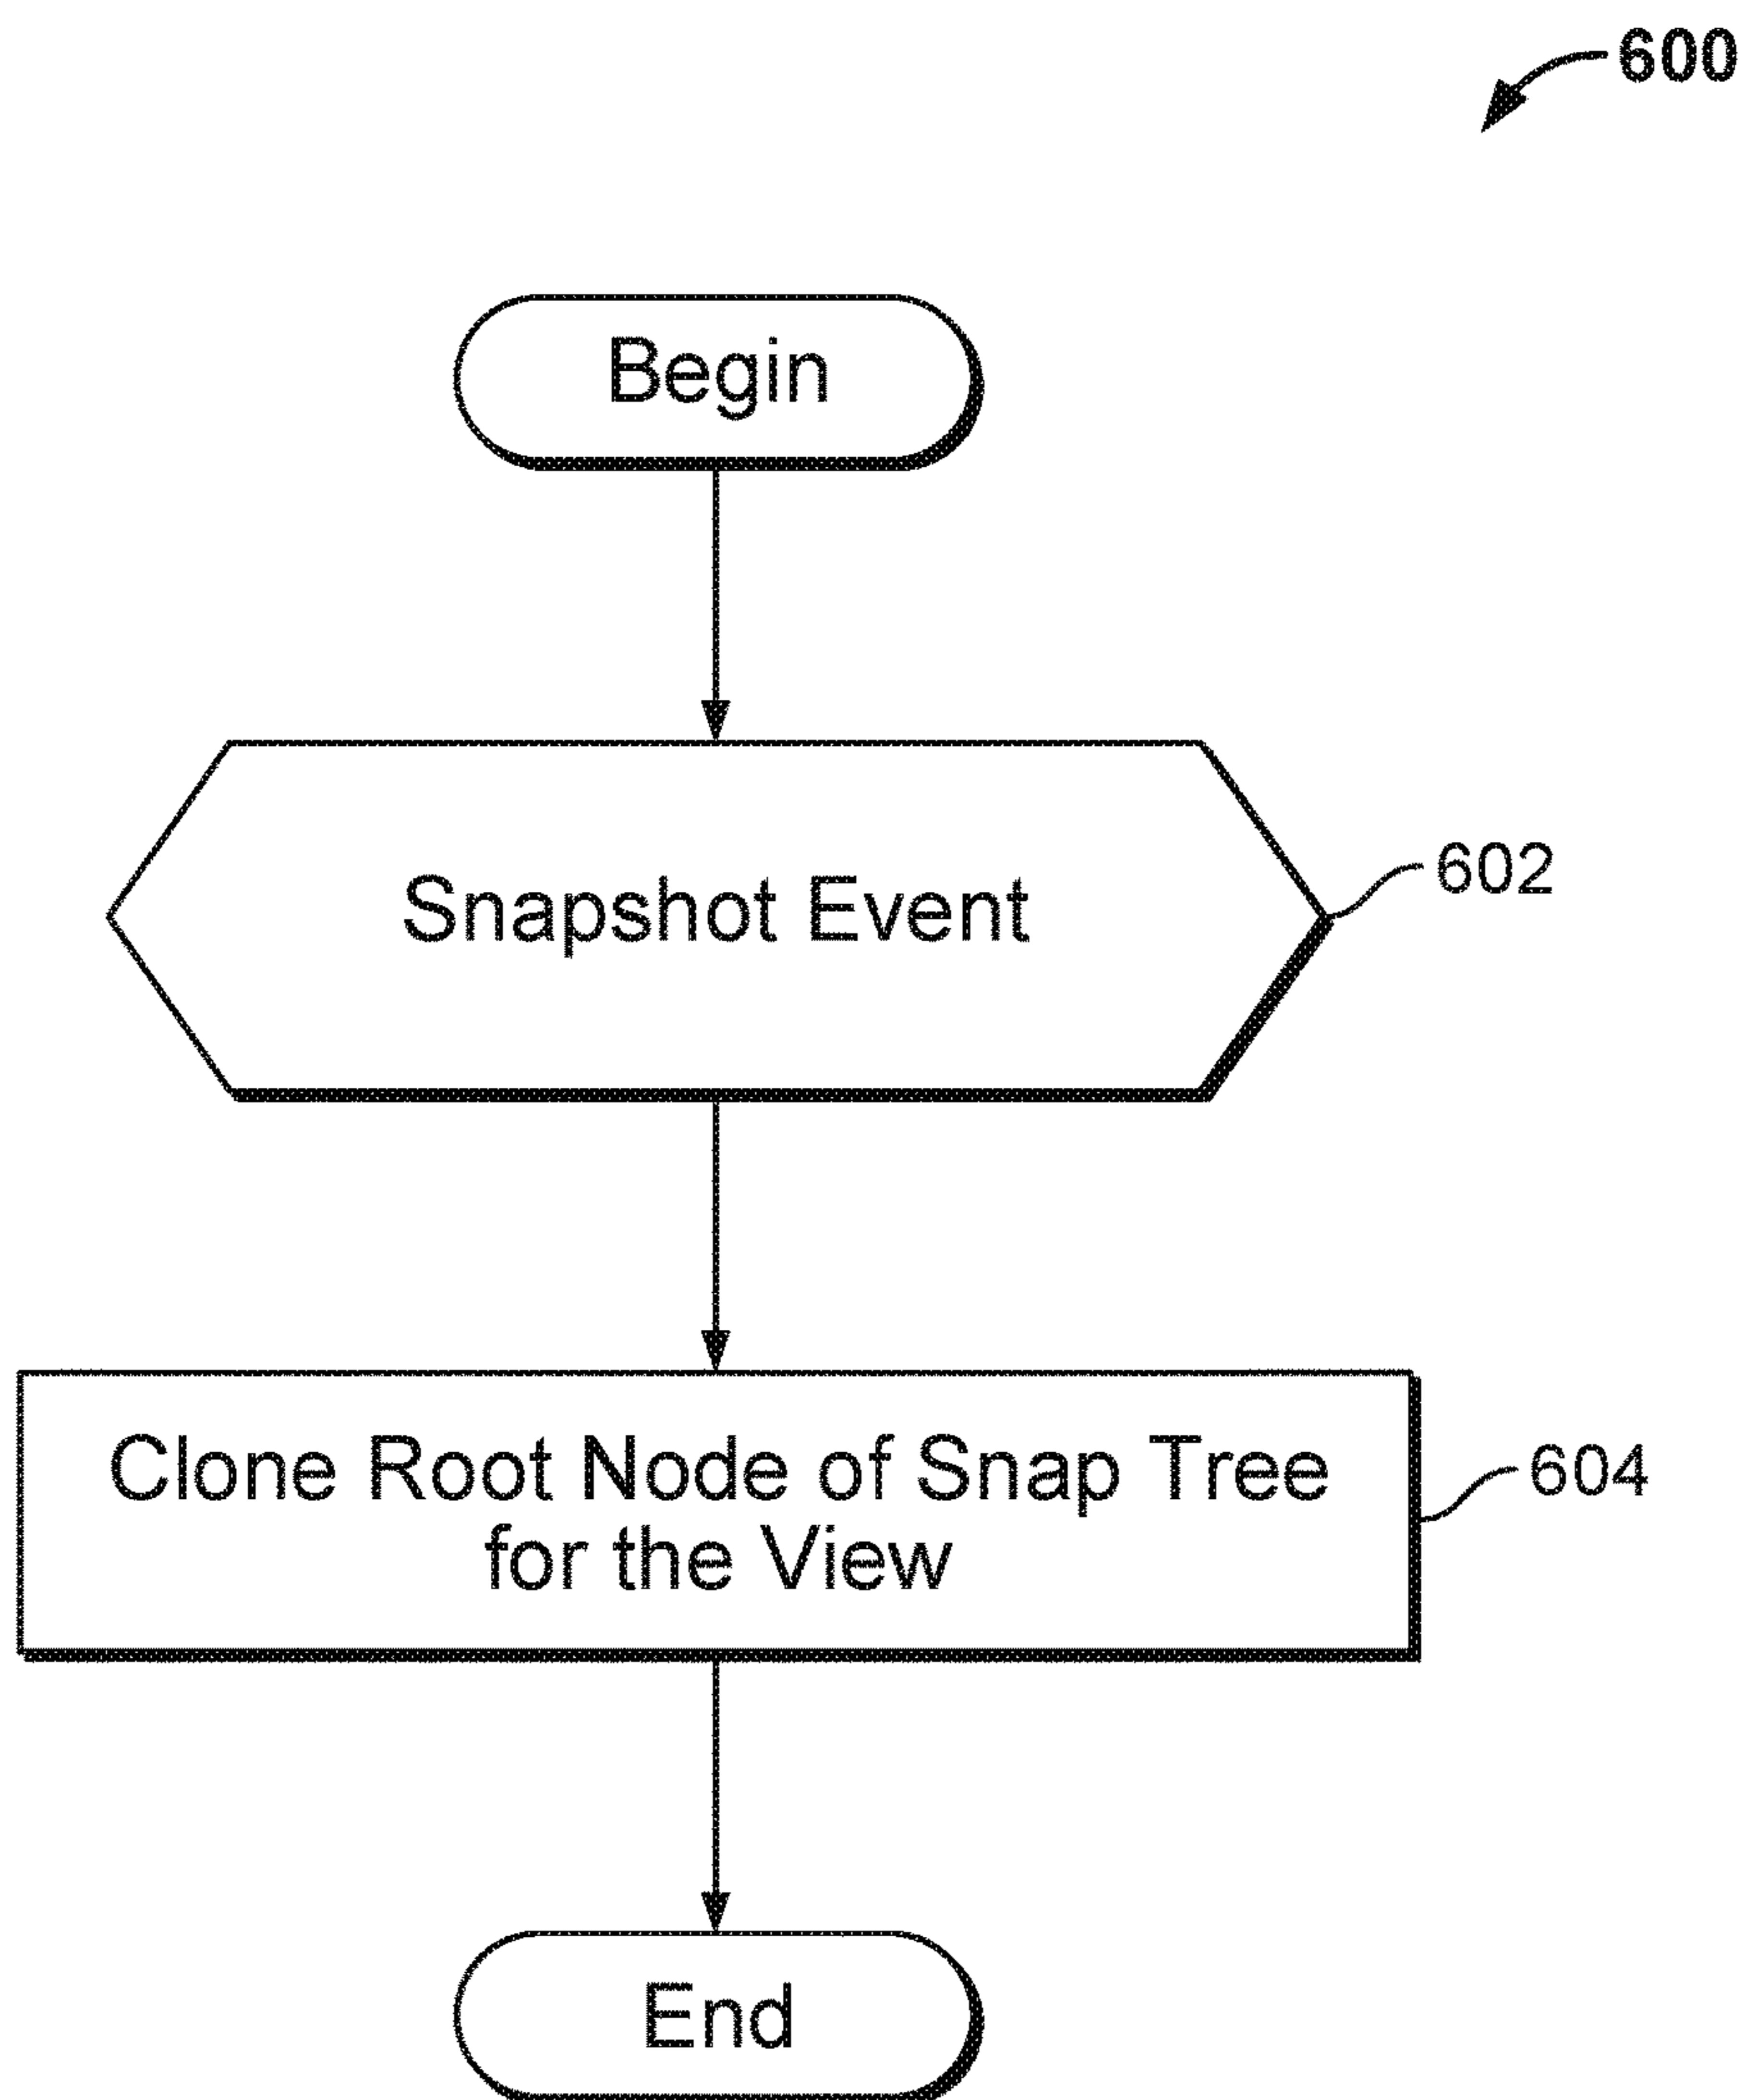 600
Begin
Snapshot Event
602
Clone Root Node of Snap Tree
for the View
604
End